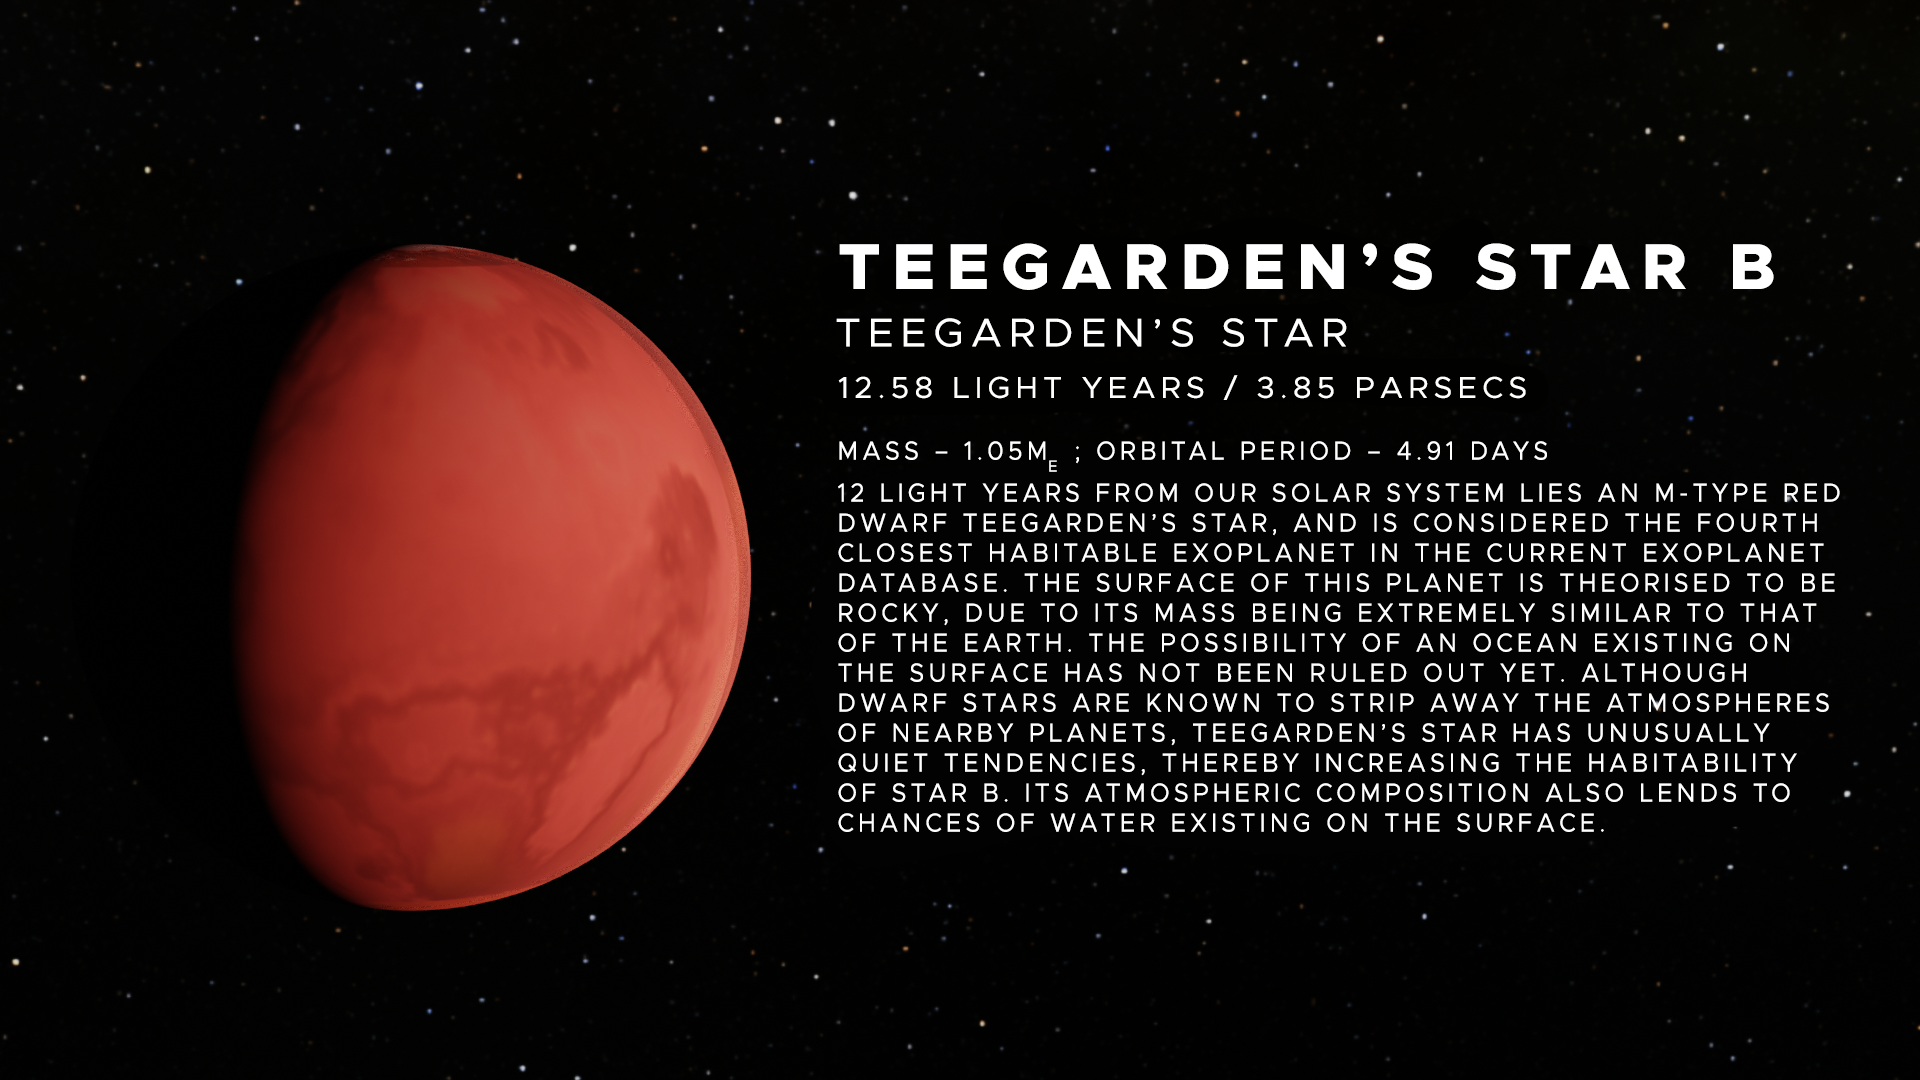 TEEGARDEN’S STAR B
TEEGARDEN’S STAR
12.58 LIGHT YEARS / 3.85 PARSECS
MASS – 1.05M_E ; ORBITAL PERIOD – 4.91 DAYS
12 LIGHT YEARS FROM OUR SOLAR SYSTEM LIES AN M-TYPE RED
DWARF TEEGARDEN’S STAR, AND IS CONSIDERED THE FOURTH
CLOSEST HABITABLE EXOPLANET IN THE CURRENT EXOPLANET
DATABASE. THE SURFACE OF THIS PLANET IS THEORISED TO BE
ROCKY, DUE TO ITS MASS BEING EXTREMELY SIMILAR TO THAT
OF THE EARTH. THE POSSIBILITY OF AN OCEAN EXISTING ON
THE SURFACE HAS NOT BEEN RULED OUT YET. ALTHOUGH
DWARF STARS ARE KNOWN TO STRIP AWAY THE ATMOSPHERES
OF NEARBY PLANETS, TEEGARDEN’S STAR HAS UNUSUALLY
QUIET TENDENCIES, THEREBY INCREASING THE HABITABILITY
OF STAR B. ITS ATMOSPHERIC COMPOSITION ALSO LENDS TO
CHANCES OF WATER EXISTING ON THE SURFACE.